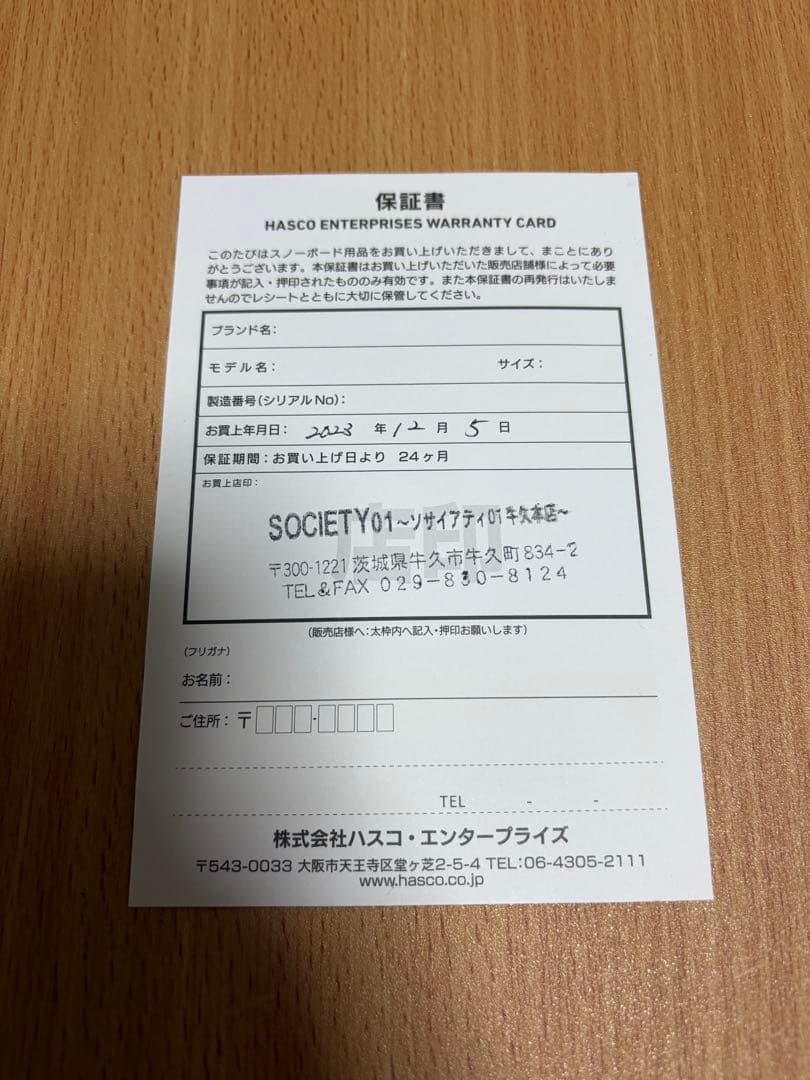 保証書
HASCO ENTERPRISES WARRANTY CARD
このたびはスノーボード用品をお買い上げいただきまして、まことにあり
がとうございます。本保証書はお買い上げいただいた販売店舗様によって必要
事項が記入・押印されたもののみ有効です。また本保証書の再発行はいたしま
せんのでレシートとともに大切に保管してください。
ブランド名：
モデル名： サイズ：
製造番号(シリアルNo)：
お買上年月日： 2023 年 12 月 5 日
保証期間：お買い上げ日より 24ヶ月
お買上店印：
店印
SOCIETY01～ソサイアティ01牛久本店～
〒300-1221 茨城県牛久市牛久町834-2
TEL&FAX 029-830-8124
(販売店様へ：太枠内へ記入・押印お願いします)
(フリガナ)
お名前：
ご住所：〒 -
TEL - -
株式会社ハスコ・エンタープライズ
〒543-0033 大阪市天王寺区堂ヶ芝2-5-4 TEL：06-4305-2111
www.hasco.co.jp